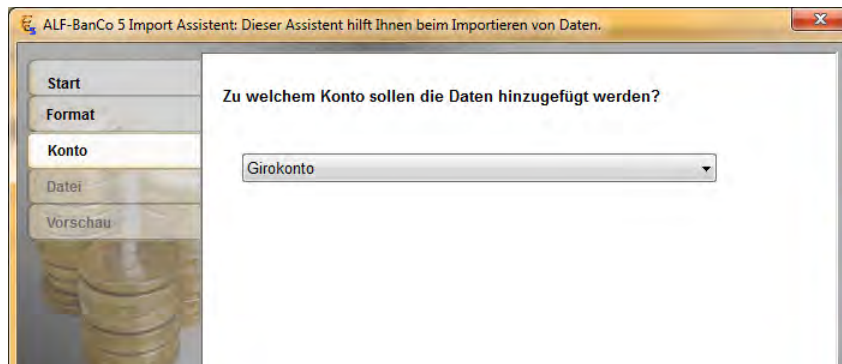 ALF-BanCo 5 Import Assistent: Dieser Assistent hilft Ihnen beim Importieren von Daten.
Start
Format
Konto
Datei
Vorschau
Zu welchem Konto sollen die Daten hinzugefügt werden?
Girokonto